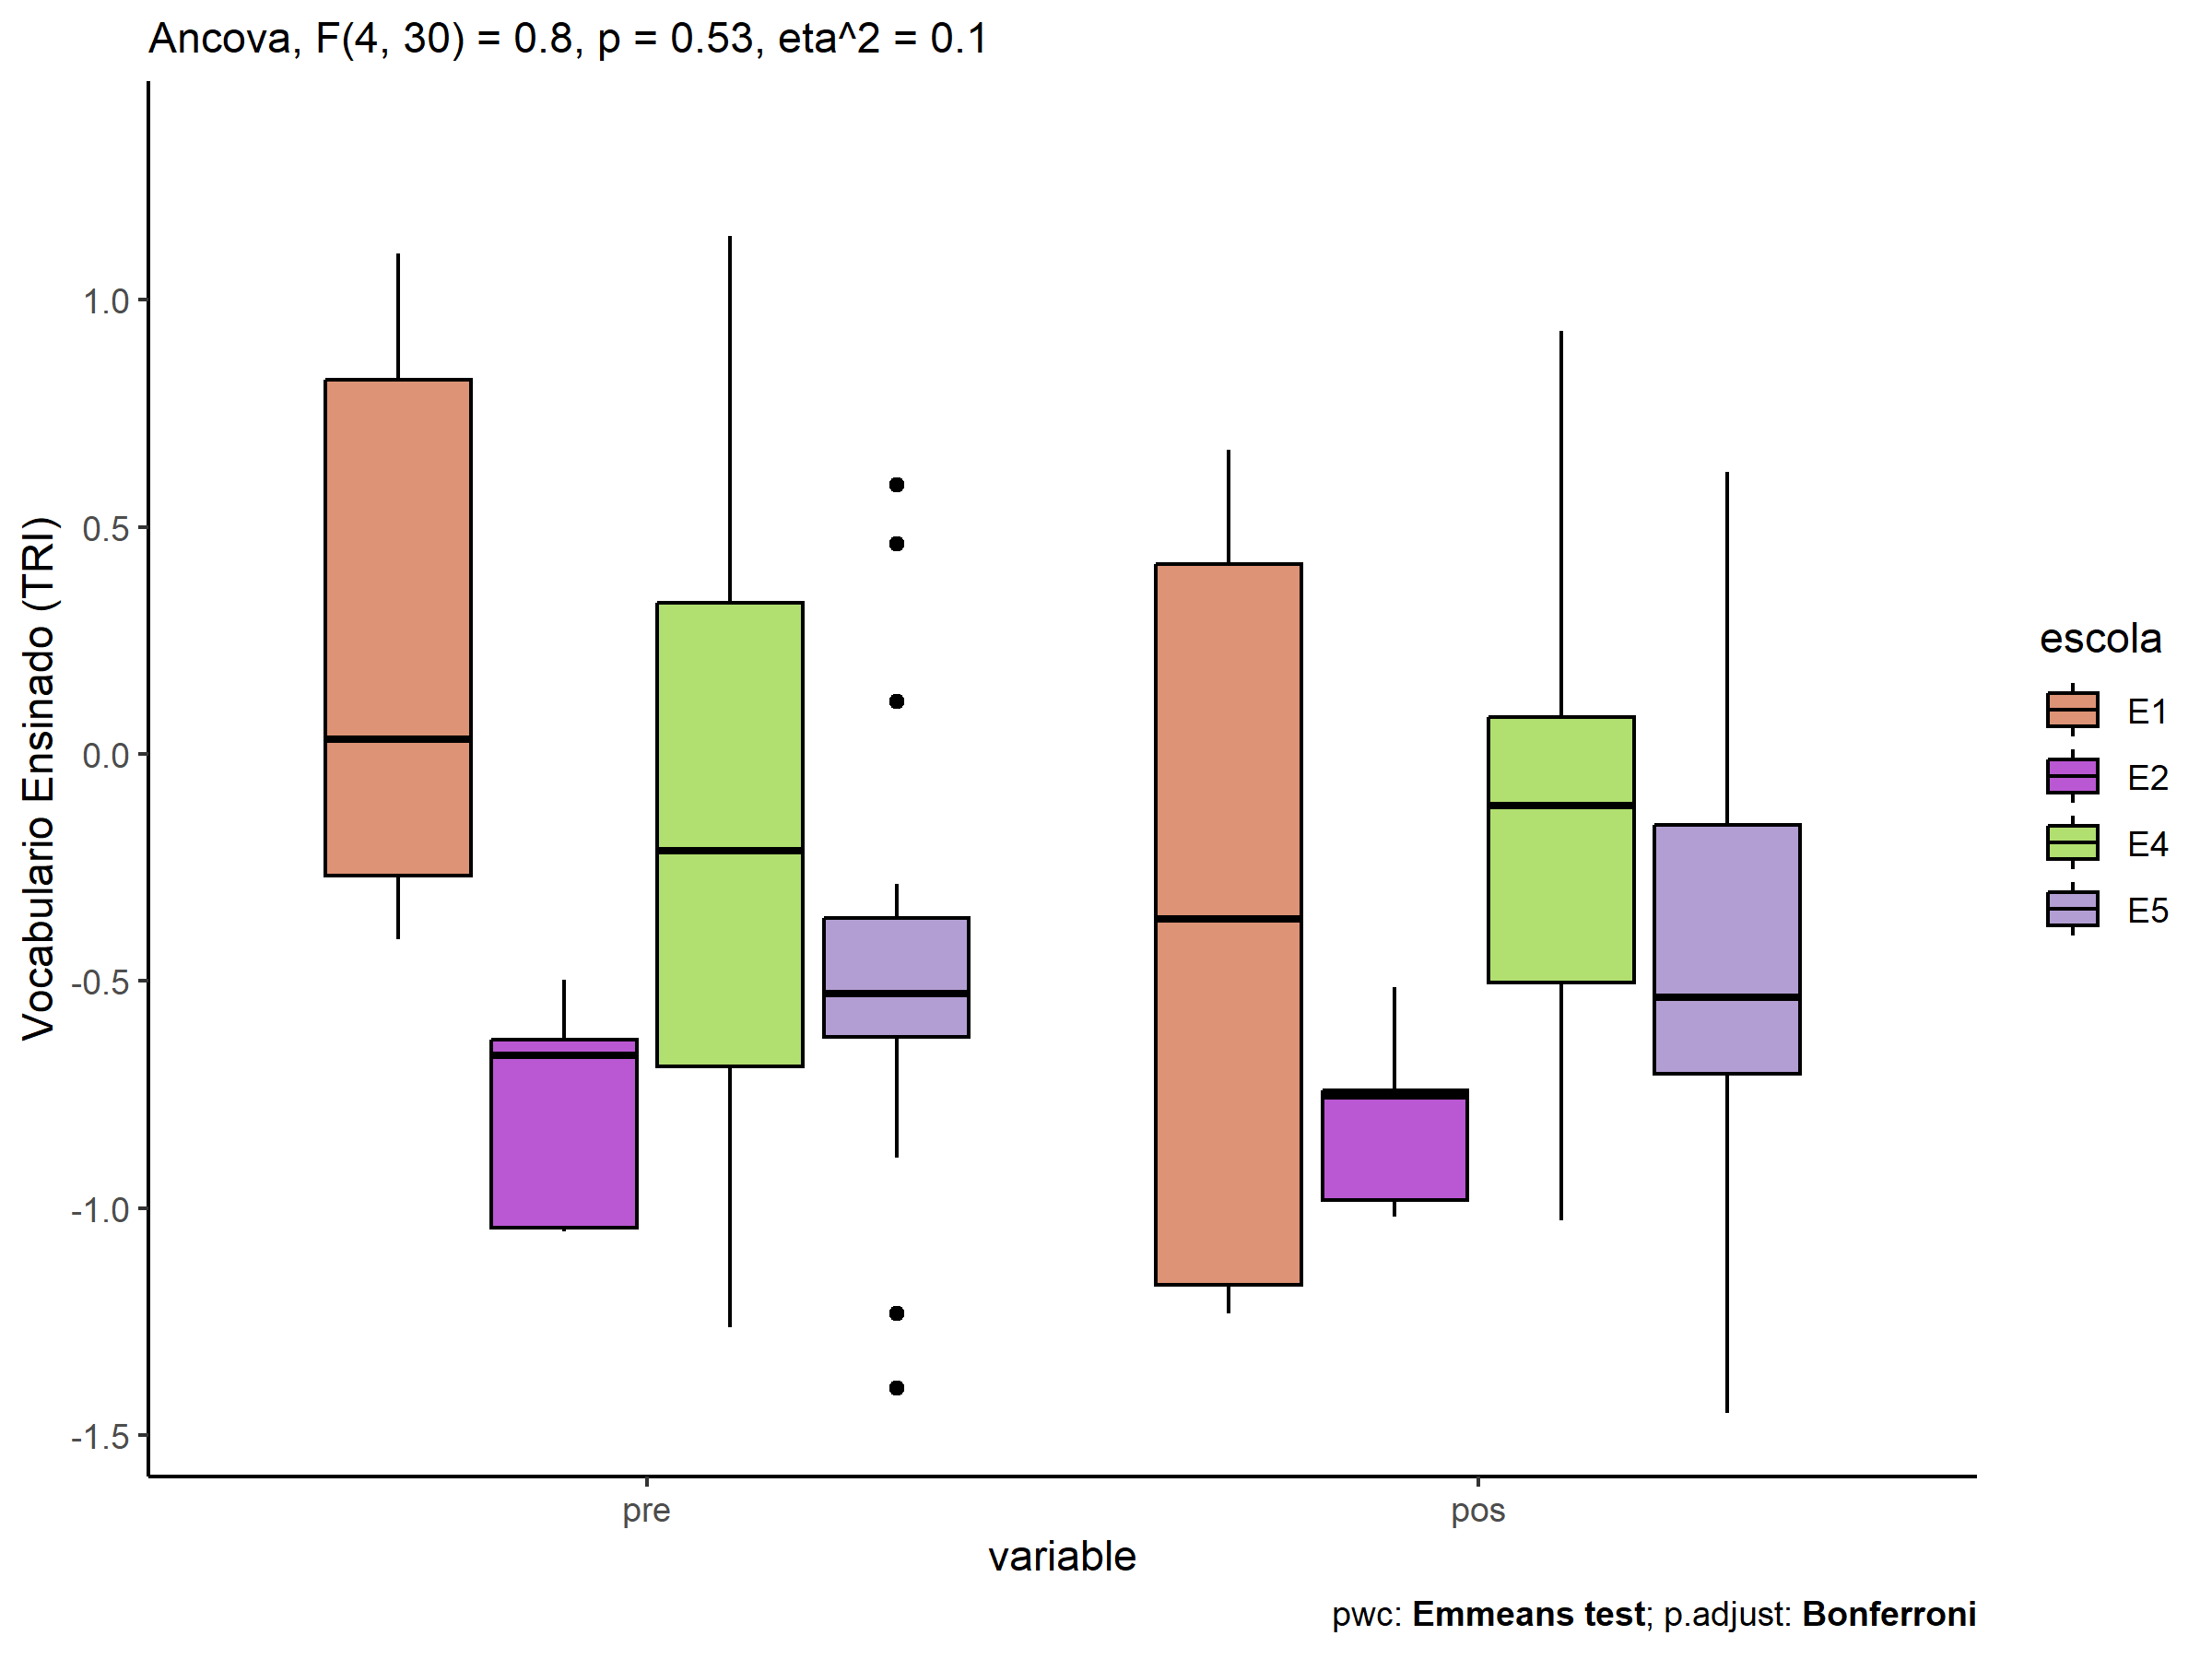 Ancova, F(4, 30) = 0.8, p = 0.53, eta^2 = 0.1
Vocabulario Ensinado (TRI)
1.0
0.5
0.0
-0.5
-1.0
-1.5
pre
pos
variable
escola
E1
E2
E4
E5
pwc: Emmeans test; p.adjust: Bonferroni